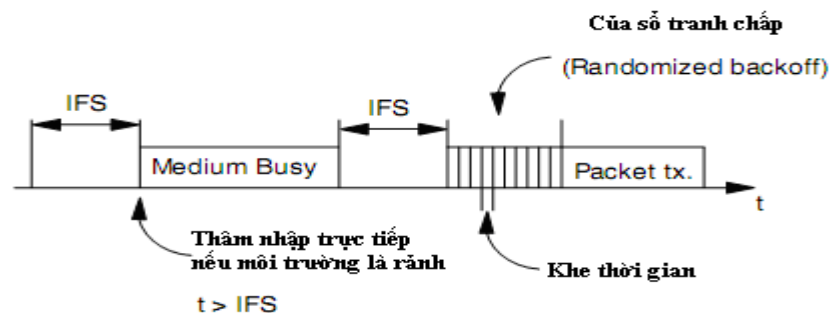 Của sổ tranh chấp
(Randomized backoff)
IFS
IFS
Medium Busy
Packet tx.
t
Thâm nhập trực tiếp
nếu môi trường là rảnh
Khe thời gian
t > IFS